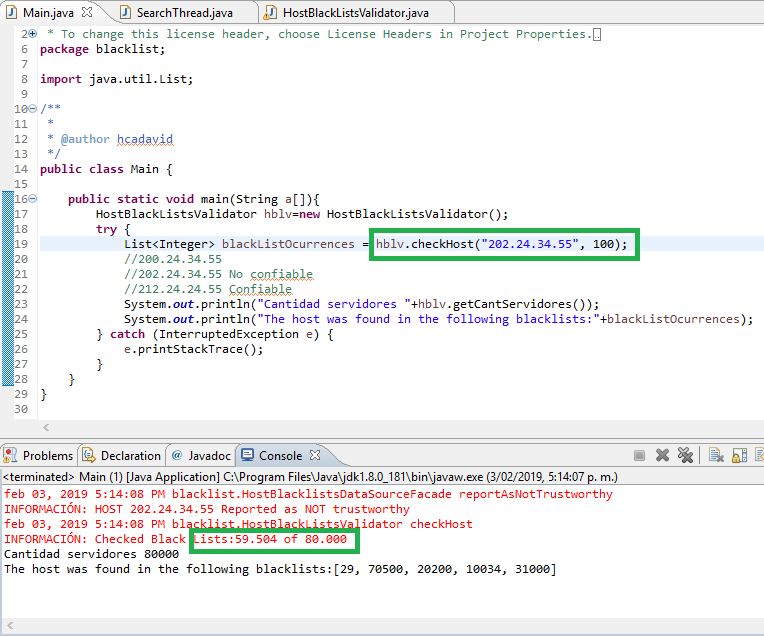 Main.java SearchThread.java HostBlackListsValidator.java
2 * To change this license header, choose License Headers in Project Properties.
6 package blacklist;
7
8 import java.util.List;
9
10 /**
11 *
12 * @author hcadavid
13 */
14 public class Main {
15
16 public static void main(String a[]){
17 HostBlackListsValidator hblv=new HostBlackListsValidator();
18 try {
19 List<Integer> blackListOcurrences = hblv.checkHost("202.24.34.55", 100);
20 //200.24.34.55
21 //202.24.34.55 No confiable
22 //212.24.24.55 Confiable
23 System.out.println("Cantidad servidores "+hblv.getCantServidores());
24 System.out.println("The host was found in the following blacklists:"+blackListOcurrences);
25 } catch (InterruptedException e) {
26 e.printStackTrace();
27 }
28 }
29 }
30
Problems Declaration Javadoc Console
<terminated> Main (1) [Java Application] C:\Program Files\Java\jdk1.8.0_181\bin\javaw.exe (3/02/2019, 5:14:07 p. m.)
feb 03, 2019 5:14:08 PM blacklist.HostBlacklistsDataSourceFacade reportAsNotTrustworthy
INFORMACIÓN: HOST 202.24.34.55 Reported as NOT trustworthy
feb 03, 2019 5:14:08 PM blacklist.HostBlackListsValidator checkHost
INFORMACIÓN: Checked Black Lists:59.504 of 80.000
Cantidad servidores 80000
The host was found in the following blacklists:[29, 70500, 20200, 10034, 31000]